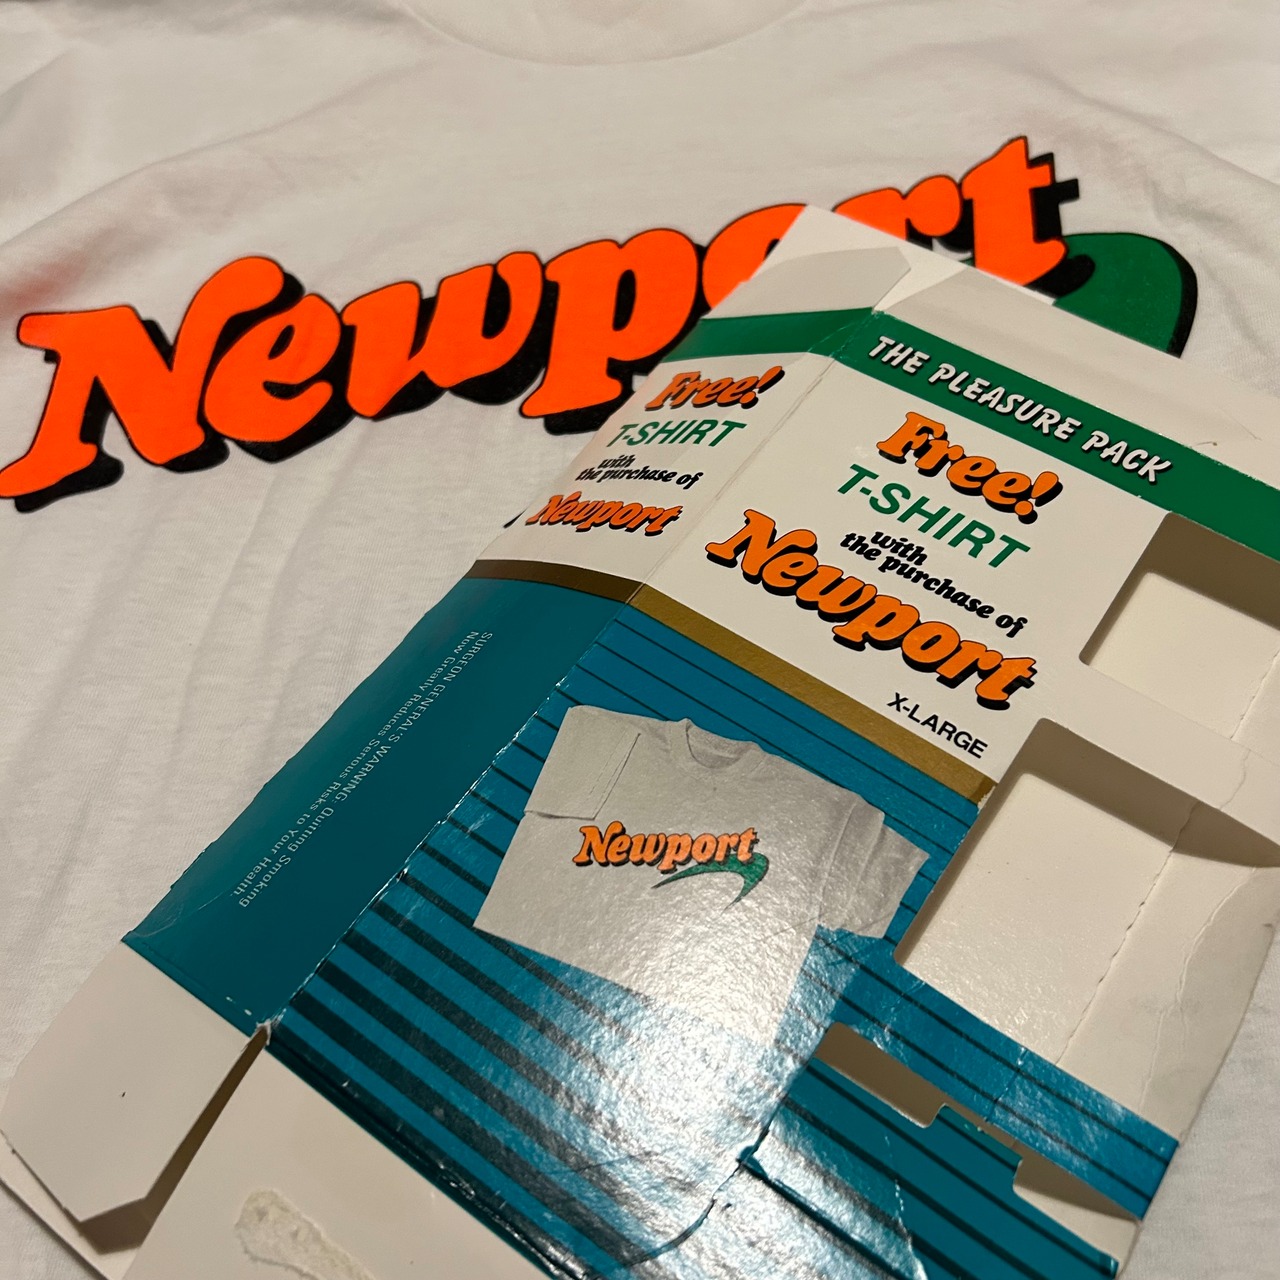 Newport
Free!
T-SHIRT
with
the purchase of
Newport
THE PLEASURE PACK
Free!
T-SHIRT
with
the purchase of
Newport
X-LARGE
SURGEON GENERAL'S WARNING: Quitting Smoking
Now Greatly Reduces Serious Risks to Your Health.
Newport